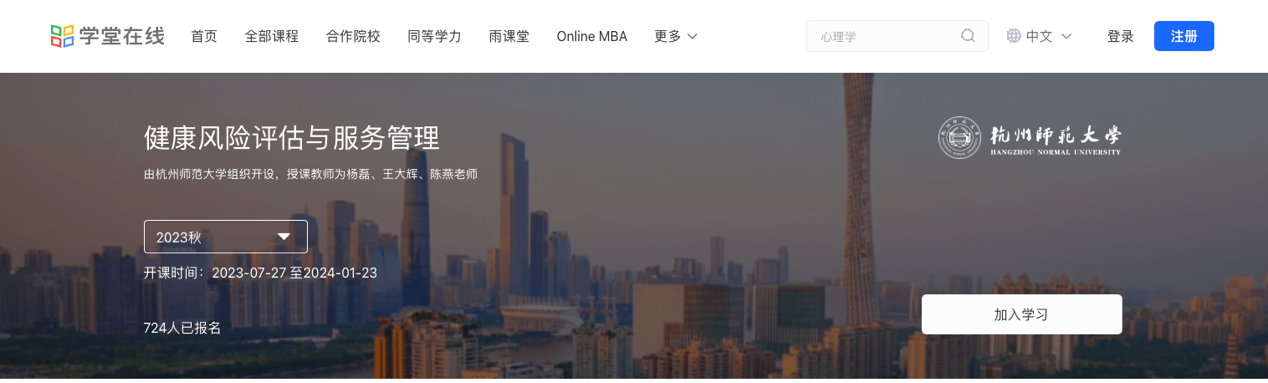 学堂在线 首页 全部课程 合作院校 同等学力 雨课堂 Online MBA 更多 心理学 中文 登录 注册
健康风险评估与服务管理
杭州师范大学
HANGZHOU NORMAL UNIVERSITY
由杭州师范大学组织开设，授课教师为杨磊、王大辉、陈燕老师
2023秋
开课时间：2023-07-27 至2024-01-23
加入学习
724人已报名